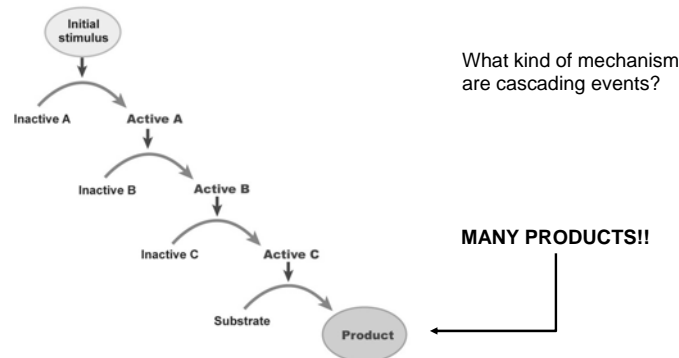 Initial
stimulus
What kind of mechanism
are cascading events?
Inactive A
Active A
Inactive B
Active B
Inactive C
Active C
MANY PRODUCTS!!
Substrate
Product